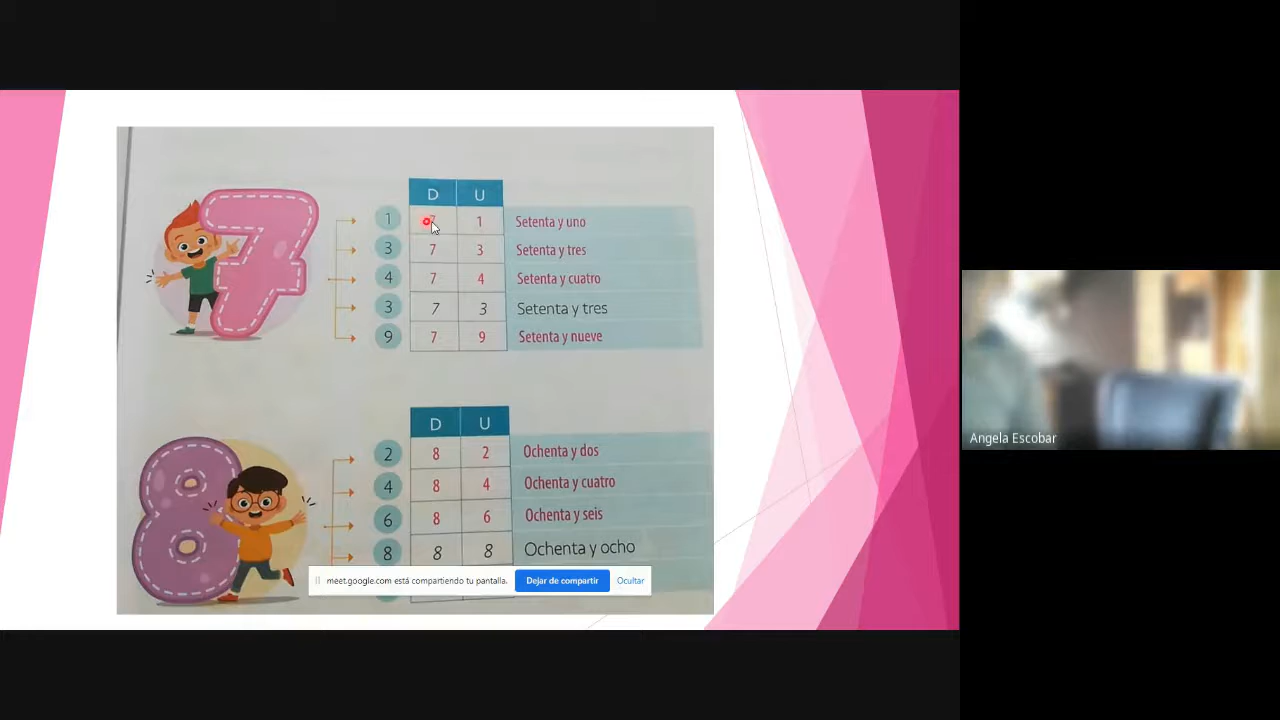 7
D U
1 7 1 Setenta y uno
3 7 3 Setenta y tres
4 7 4 Setenta y cuatro
3 7 3 Setenta y tres
9 7 9 Setenta y nueve
8
D U
2 8 2 Ochenta y dos
4 8 4 Ochenta y cuatro
6 8 6 Ochenta y seis
8 8 8 Ochenta y ocho
meet.google.com está compartiendo tu pantalla.
Dejar de compartir
Ocultar
Angela Escobar